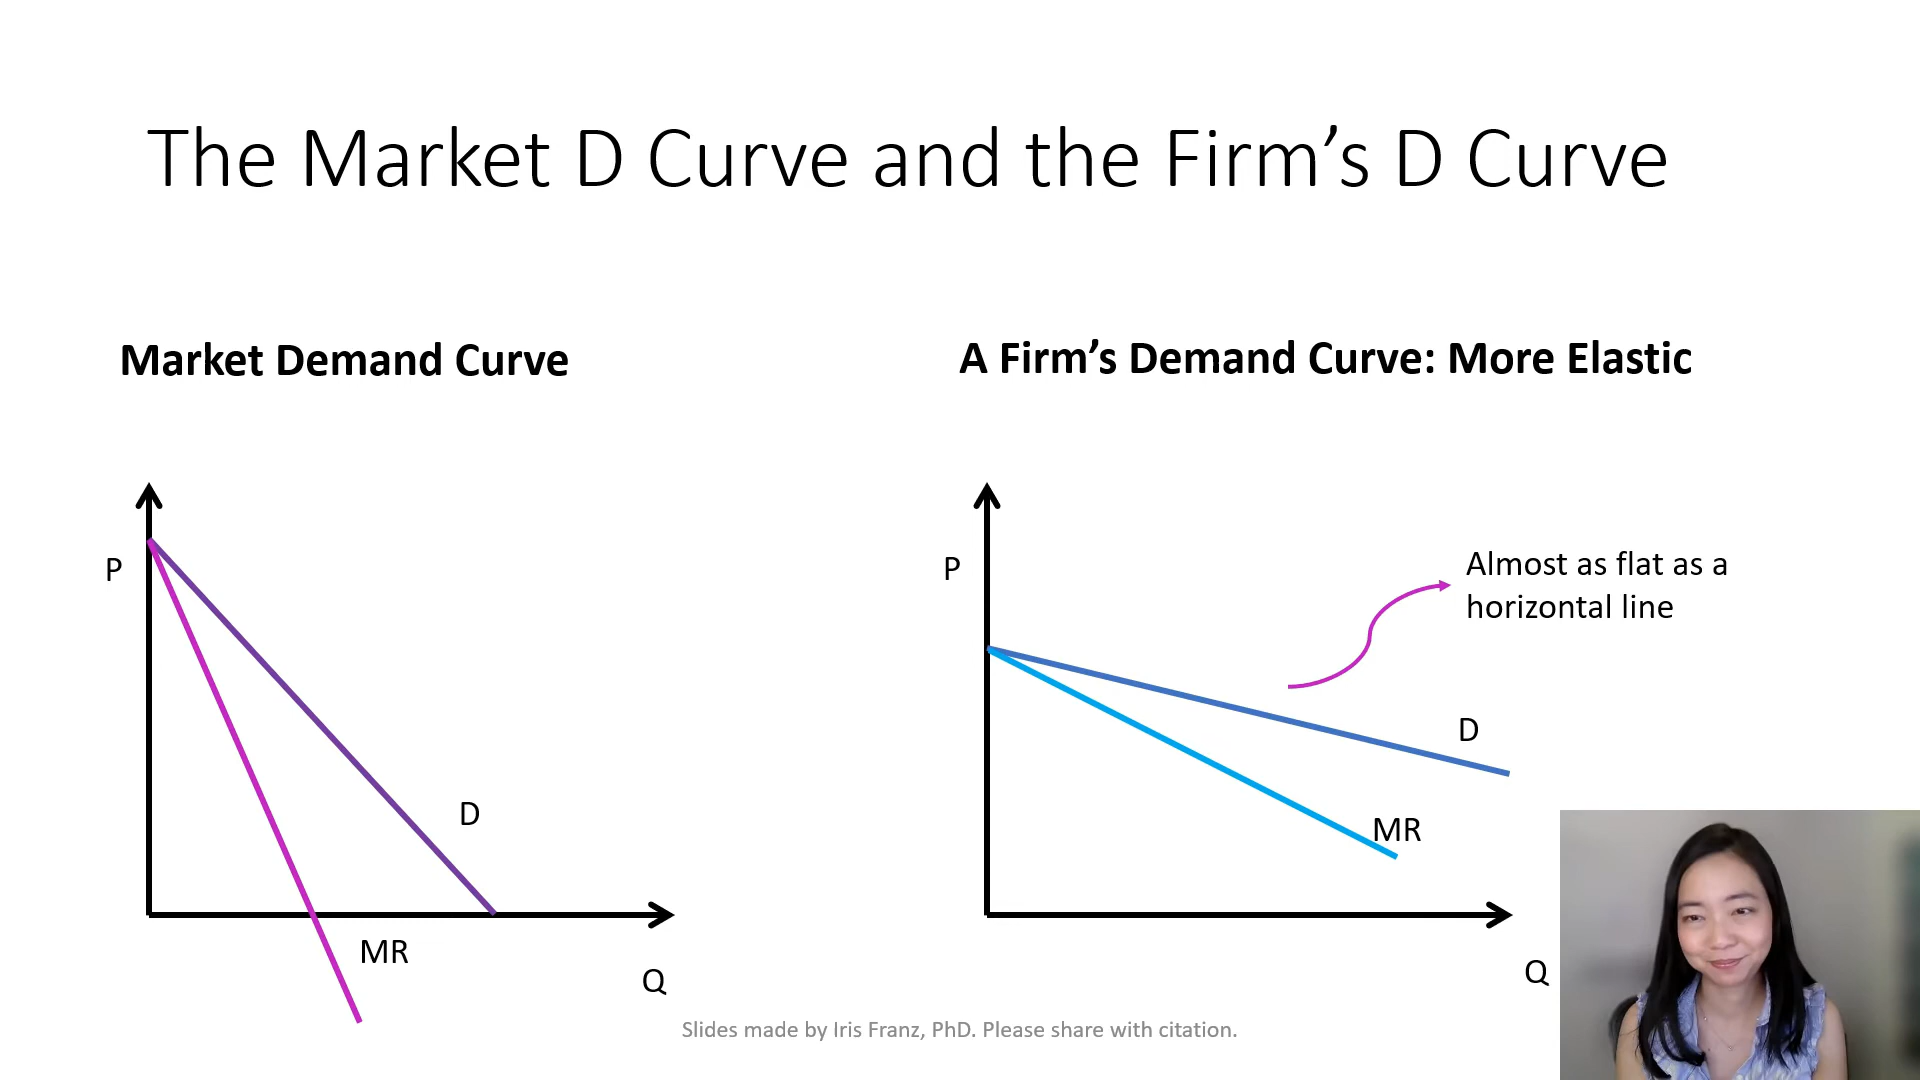 The Market D Curve and the Firm’s D Curve
Market Demand Curve
P
D
MR
Q
A Firm’s Demand Curve: More Elastic
P
Almost as flat as a
horizontal line
D
MR
Q
Slides made by Iris Franz, PhD. Please share with citation.